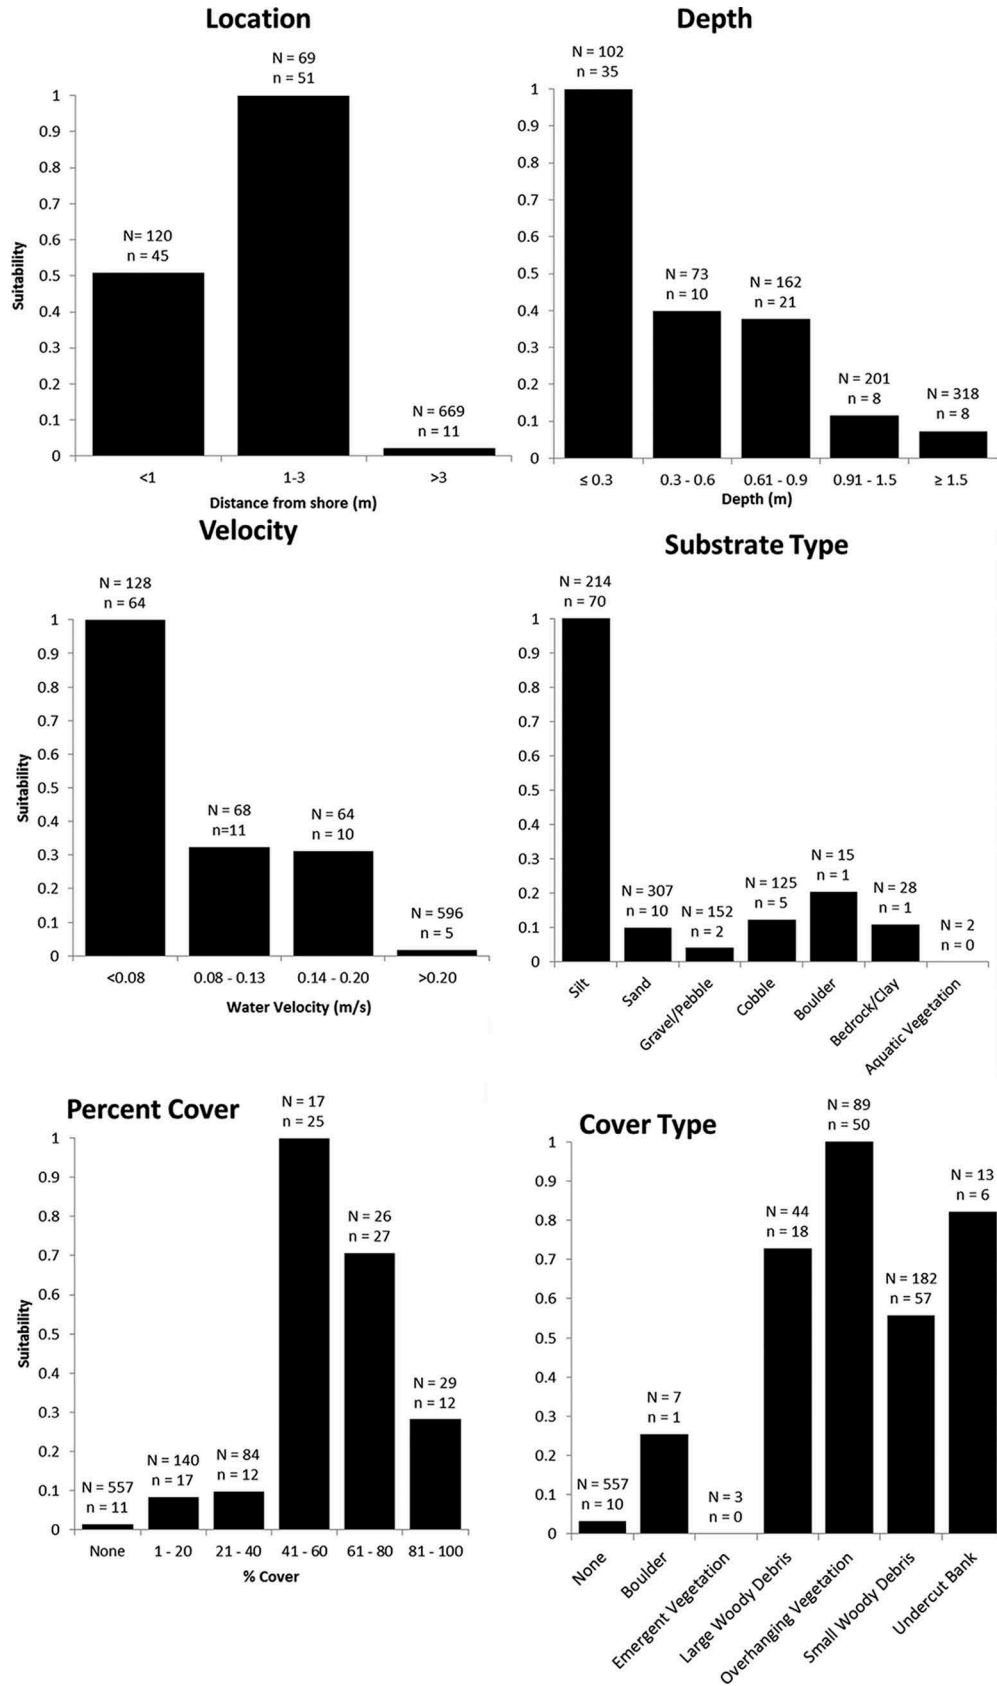 Location
N = 69
n = 51
N= 120
n = 45
N = 669
n = 11
Suitability
1
0.9
0.8
0.7
0.6
0.5
0.4
0.3
0.2
0.1
0
<1
1-3
>3
Distance from shore (m)
Depth
N = 102
n = 35
N = 73
n = 10
N = 162
n = 21
N = 201
n = 8
N = 318
n = 8
1
0.9
0.8
0.7
0.6
0.5
0.4
0.3
0.2
0.1
0
≤ 0.3
0.3 - 0.6
0.61 - 0.9
0.91 - 1.5
≥ 1.5
Depth (m)
Velocity
N = 128
n = 64
N = 68
n=11
N = 64
n = 10
N = 596
n = 5
Suitability
1
0.9
0.8
0.7
0.6
0.5
0.4
0.3
0.2
0.1
0
<0.08
0.08 - 0.13
0.14 - 0.20
>0.20
Water Velocity (m/s)
Substrate Type
N = 214
n = 70
N = 307
n = 10
N = 152
n = 2
N = 125
n = 5
N = 15
n = 1
N = 28
n = 1
N = 2
n = 0
1
0.9
0.8
0.7
0.6
0.5
0.4
0.3
0.2
0.1
0
Silt
Sand
Gravel/Pebble
Cobble
Boulder
Bedrock/Clay
Aquatic Vegetation
Percent Cover
N = 17
n = 25
N = 26
n = 27
N = 29
n = 12
N = 84
n = 12
N = 140
n = 17
N = 557
n = 11
Suitability
1
0.9
0.8
0.7
0.6
0.5
0.4
0.3
0.2
0.1
0
None
1 - 20
21 - 40
41 - 60
61 - 80
81 - 100
% Cover
Cover Type
N = 89
n = 50
N = 13
n = 6
N = 44
n = 18
N = 182
n = 57
N = 7
n = 1
N = 557
n = 10
N = 3
n = 0
1
0.9
0.8
0.7
0.6
0.5
0.4
0.3
0.2
0.1
0
None
Boulder
Emergent Vegetation
Large Woody Debris
Overhanging Vegetation
Small Woody Debris
Undercut Bank